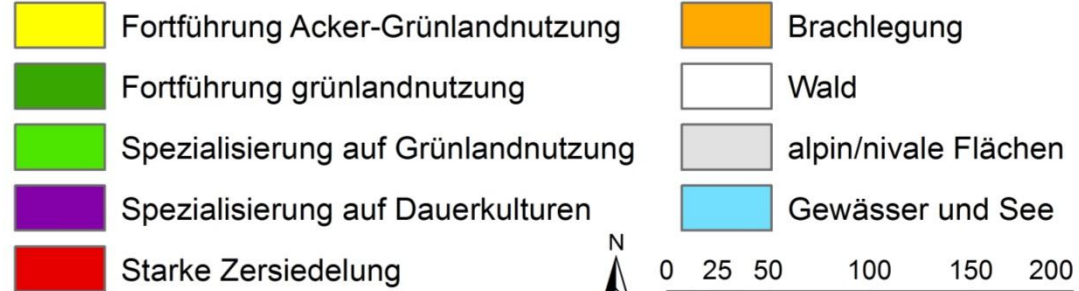 Fortführung Acker-Grünlandnutzung
Fortführung grünlandnutzung
Spezialisierung auf Grünlandnutzung
Spezialisierung auf Dauerkulturen
Starke Zersiedelung
Brachlegung
Wald
alpin/nivale Flächen
Gewässer und See
N
0 25 50 100 150 200